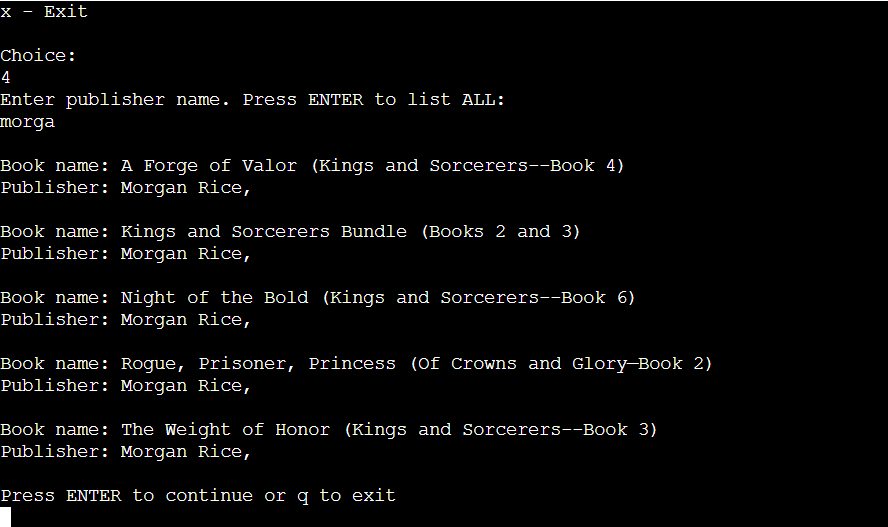 x - Exit
Choice:
4
Enter publisher name. Press ENTER to list ALL:
morga
Book name: A Forge of Valor (Kings and Sorcerers--Book 4)
Publisher: Morgan Rice,
Book name: Kings and Sorcerers Bundle (Books 2 and 3)
Publisher: Morgan Rice,
Book name: Night of the Bold (Kings and Sorcerers--Book 6)
Publisher: Morgan Rice,
Book name: Rogue, Prisoner, Princess (Of Crowns and Glory—Book 2)
Publisher: Morgan Rice,
Book name: The Weight of Honor (Kings and Sorcerers--Book 3)
Publisher: Morgan Rice,
Press ENTER to continue or q to exit